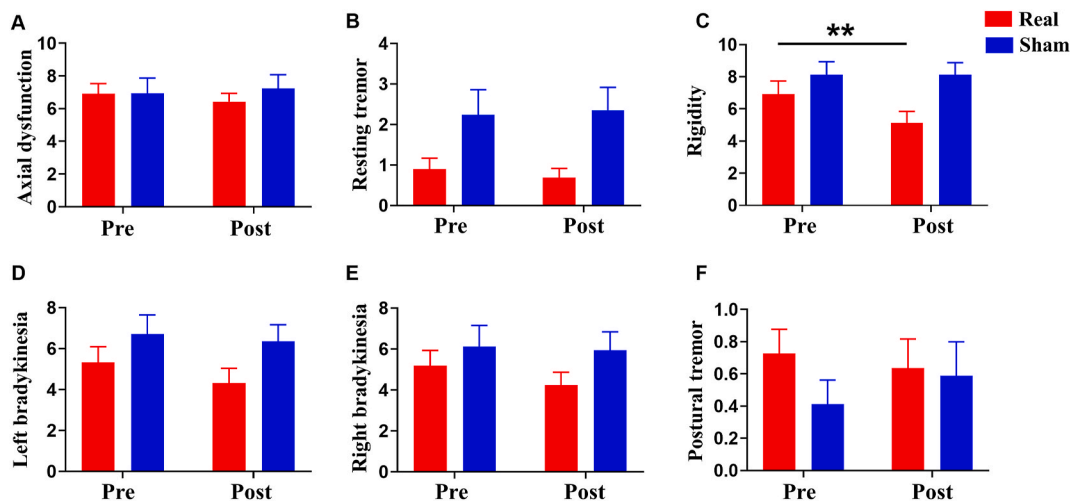 A
Axial dysfunction
10
8
6
4
2
0
Pre Post
B
Resting tremor
4
3
2
1
0
Pre Post
C
Rigidity
10
8
6
4
2
0
**
Pre Post
Real
Sham
D
Left bradykinesia
8
6
4
2
0
Pre Post
E
Right bradykinesia
8
6
4
2
0
Pre Post
F
Postural tremor
1.0
0.8
0.6
0.4
0.2
0.0
Pre Post